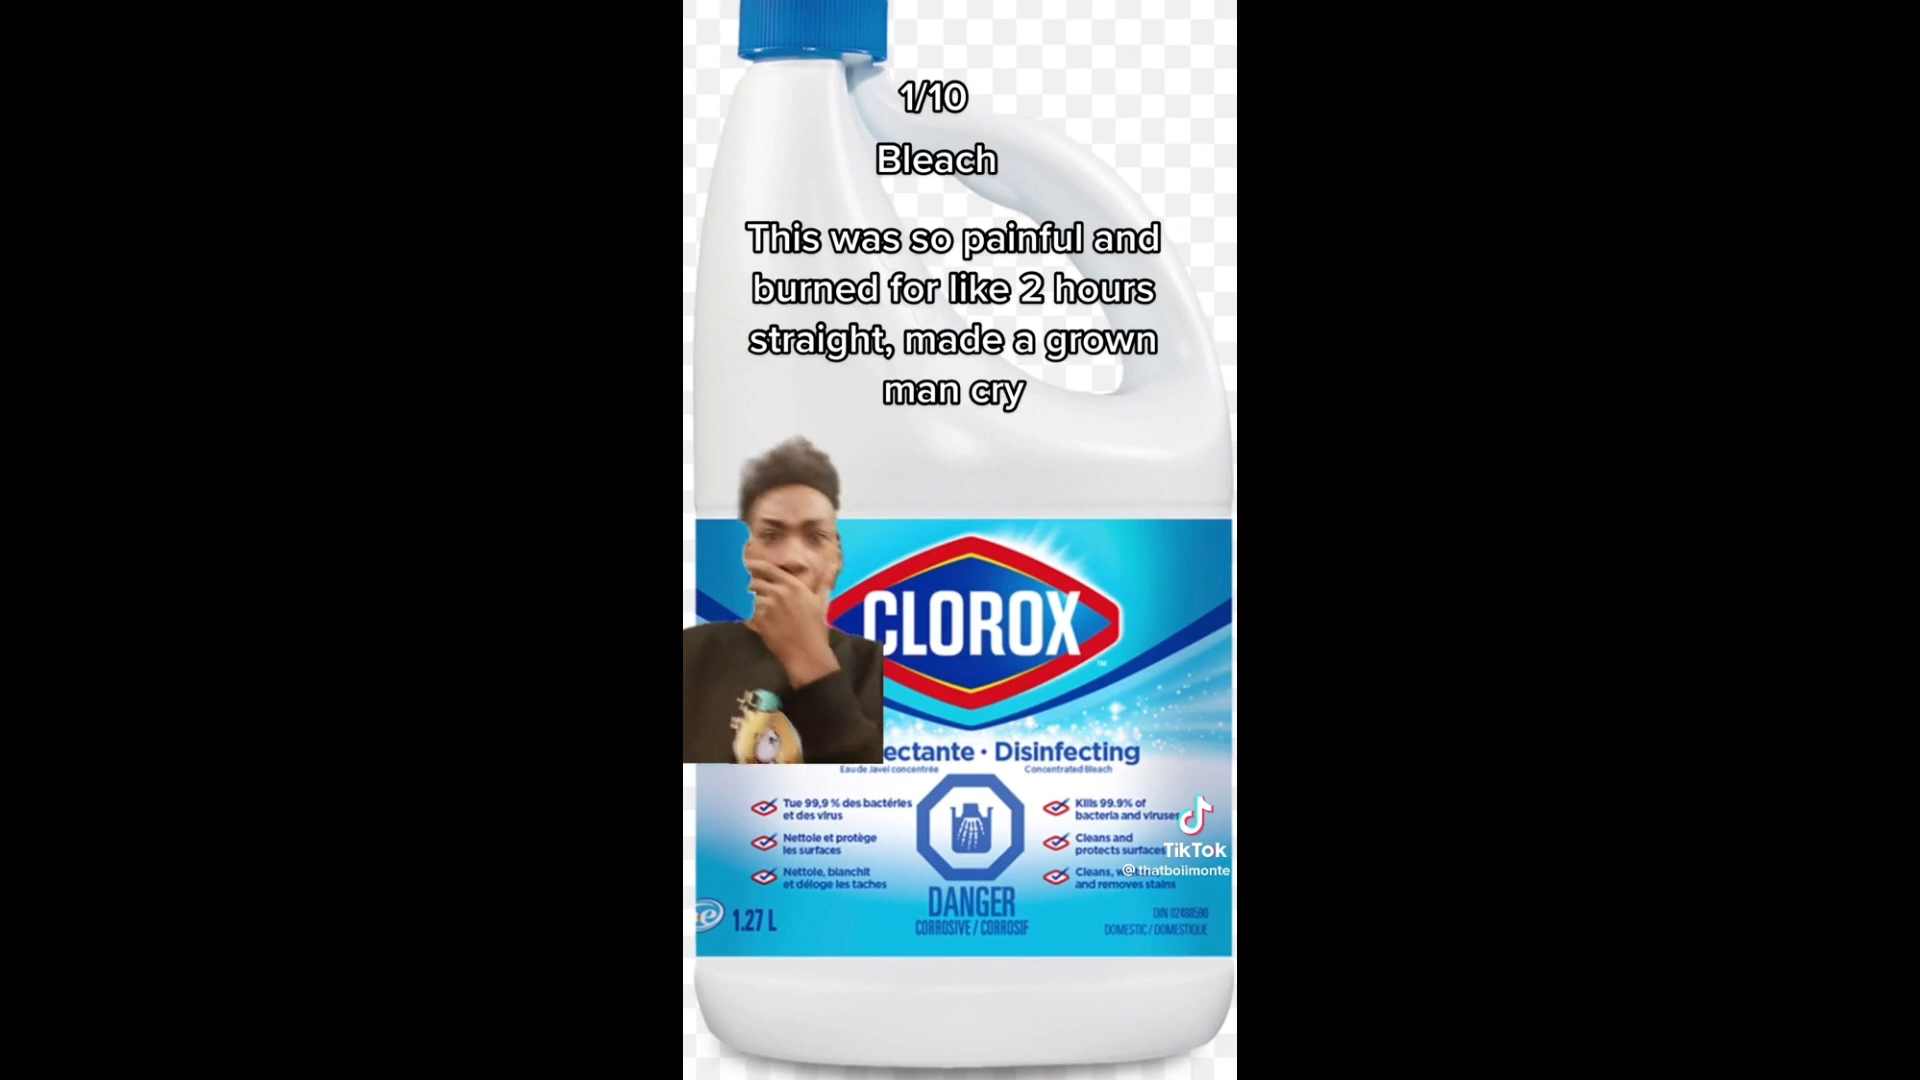 1/10
Bleach
This was so painful and
burned for like 2 hours
straight, made a grown
man cry
CLOROX
TM
ectante • Disinfecting
Eau de Javel concentrée
Concentrated Bleach
Tue 99,9 % des bactéries
et des virus
Nettoie et protège
les surfaces
Nettoie, blanchit
et déloge les taches
Kills 99.9% of
bacteria and viruses
Cleans and
protects surfaces
Cleans,
and removes stains
TikTok
@thatboiimonte
DANGER
CORROSIVE / CORROSIF
1.27 L
DIN 02488590
DOMESTIC / DOMESTIQUE